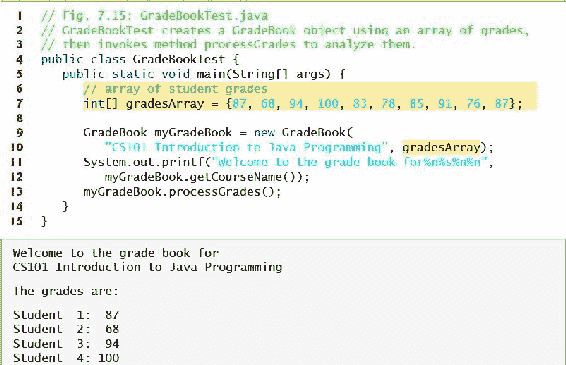 1 // Fig. 7.15: GradeBookTest.java
2 // GradeBookTest creates a GradeBook object using an array of grades,
3 // then invokes method processGrades to analyze them.
4 public class GradeBookTest {
5 public static void main(String[] args) {
6 // array of student grades
7 int[] gradesArray = {87, 68, 94, 100, 83, 78, 85, 91, 76, 87};
8
9 GradeBook myGradeBook = new GradeBook(
10 "CS101 Introduction to Java Programming", gradesArray);
11 System.out.printf("Welcome to the grade book for%n%s%n%n",
12 myGradeBook.getCourseName());
13 myGradeBook.processGrades();
14 }
15 }
Welcome to the grade book for
CS101 Introduction to Java Programming
The grades are:
Student 1: 87
Student 2: 68
Student 3: 94
Student 4: 100